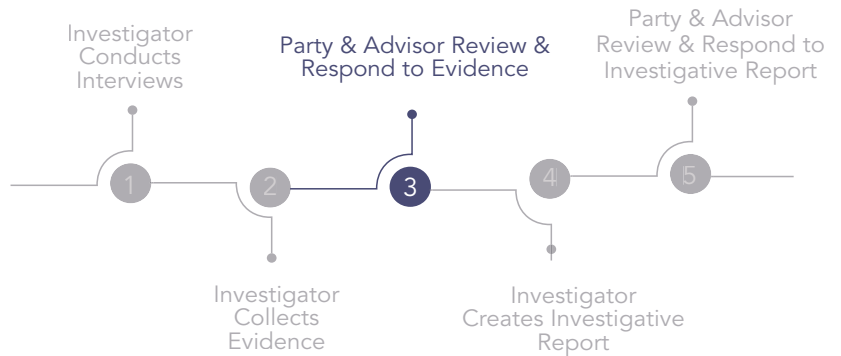 Investigator
Conducts
Interviews
Party & Advisor Review &
Respond to Evidence
Party & Advisor
Review & Respond to
Investigative Report
1
2
3
4
5
Investigator
Collects
Evidence
Investigator
Creates Investigative
Report